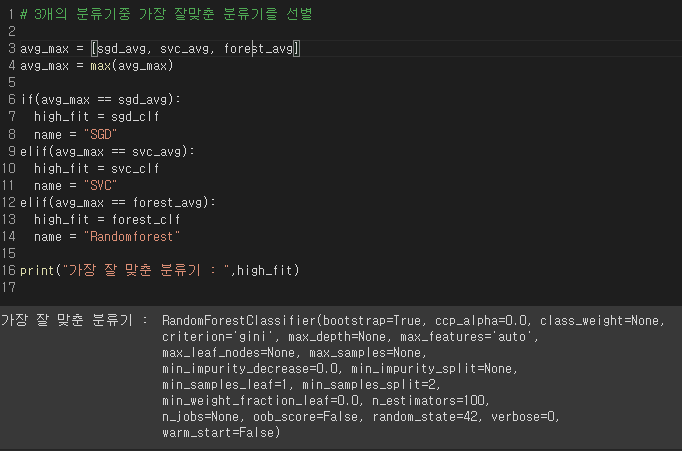 1 # 3개의 분류기중 가장 잘맞춘 분류기를 선별
2
3 avg_max = [sgd_avg, svc_avg, forest_avg]
4 avg_max = max(avg_max)
5
6 if(avg_max == sgd_avg):
7   high_fit = sgd_clf
8   name = "SGD"
9 elif(avg_max == svc_avg):
10   high_fit = svc_clf
11   name = "SVC"
12 elif(avg_max == forest_avg):
13   high_fit = forest_clf
14   name = "Randomforest"
15
16 print("가장 잘 맞춘 분류기 : ",high_fit)
17
가장 잘 맞춘 분류기 :  RandomForestClassifier(bootstrap=True, ccp_alpha=0.0, class_weight=None,
criterion='gini', max_depth=None, max_features='auto',
max_leaf_nodes=None, max_samples=None,
min_impurity_decrease=0.0, min_impurity_split=None,
min_samples_leaf=1, min_samples_split=2,
min_weight_fraction_leaf=0.0, n_estimators=100,
n_jobs=None, oob_score=False, random_state=42, verbose=0,
warm_start=False)